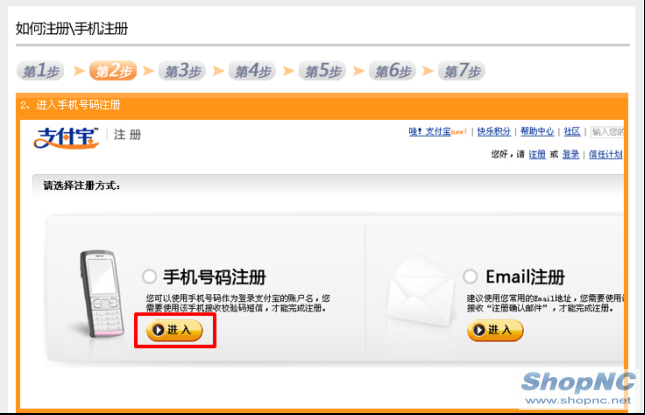 如何注册\手机注册
第1步 第2步 第3步 第4步 第5步 第6步 第7步
2、进入手机号码注册
支付宝 注 册
哇！支付宝new! | 快乐积分 | 帮助中心 | 社区 | 输入您的
您好，请 注册 或 登录 | 信任计划
请选择注册方式：
手机号码注册
您可以使用手机号码作为登录支付宝的账户名，您
需要使用该手机接收校验码短信，才能完成注册。
进 入
Email注册
建议使用您常用的Email地址，您需要使用
接收“注册确认邮件”，才能完成注册。
进 入
ShopNC
www.shopnc.net